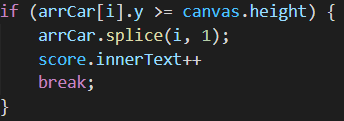 if (arrCar[i].y >= canvas.height) {
    arrCar.splice(i, 1);
    score.innerText++
    break;
}